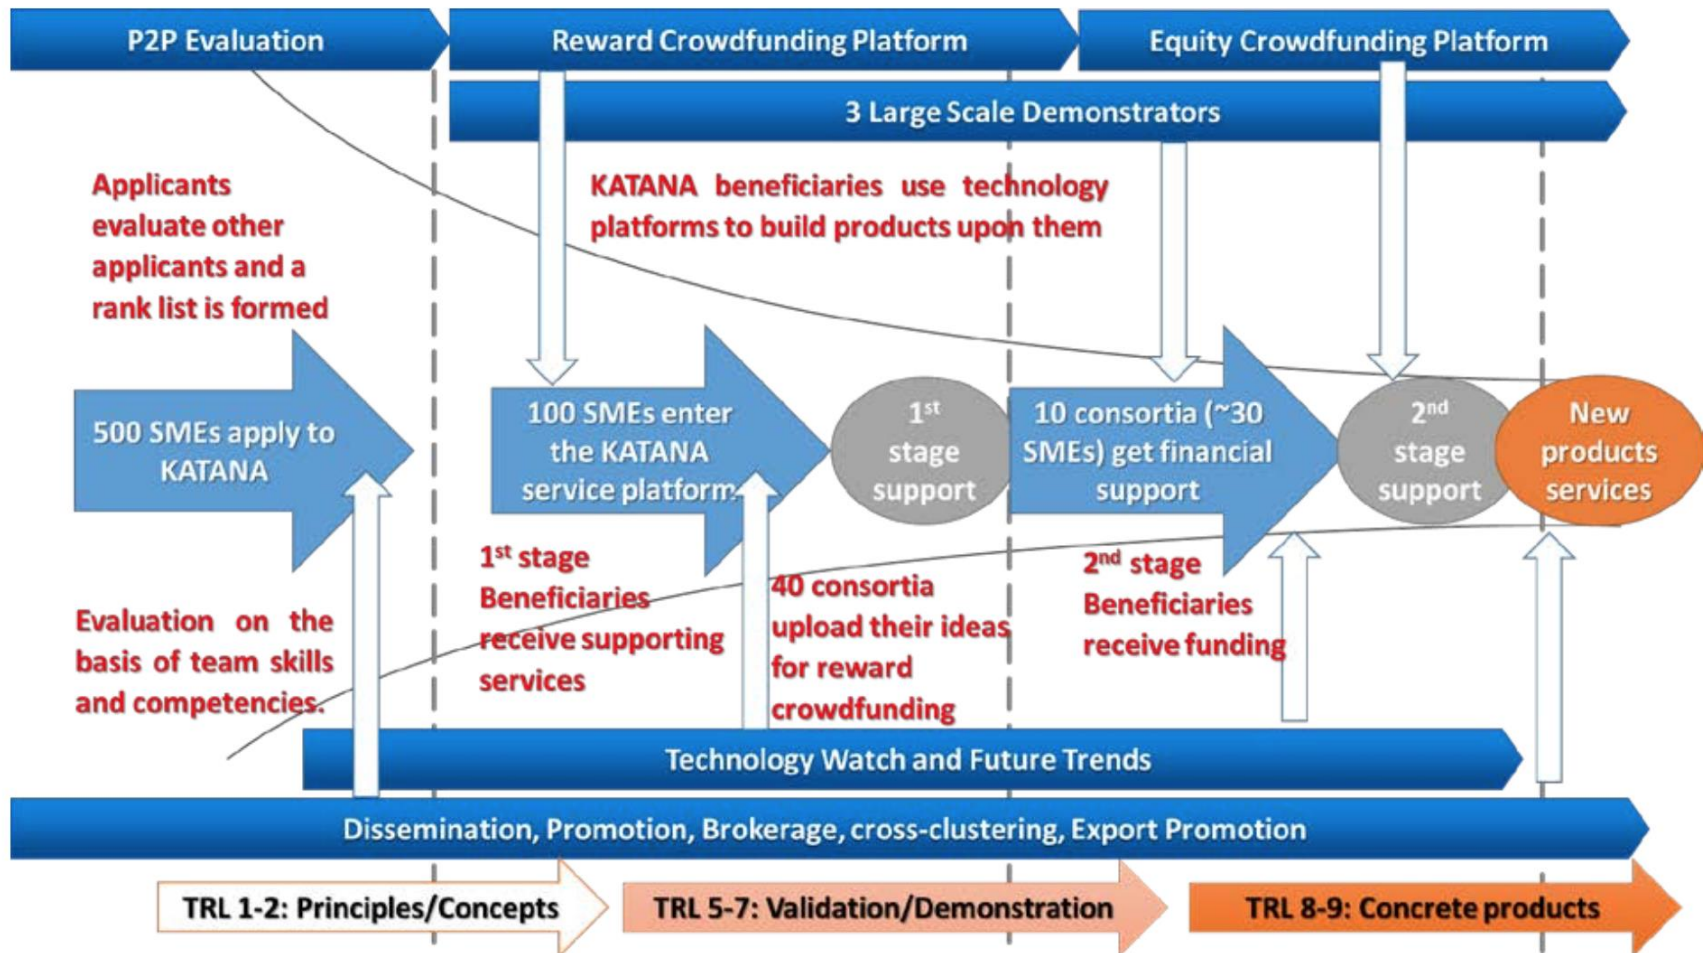 P2P Evaluation
Reward Crowdfunding Platform
Equity Crowdfunding Platform
3 Large Scale Demonstrators
Applicants
evaluate other
applicants and a
rank list is formed
KATANA beneficiaries use technology
platforms to build products upon them
500 SMEs apply to
KATANA
100 SMEs enter
the KATANA
service platform
1st
stage
support
10 consortia (~30
SMEs) get financial
support
2nd
stage
support
New
products
services
Evaluation on the
basis of team skills
and competencies.
1st stage
Beneficiaries
receive supporting
services
40 consortia
upload their ideas
for reward
crowdfunding
2nd stage
Beneficiaries
receive funding
Technology Watch and Future Trends
Dissemination, Promotion, Brokerage, cross-clustering, Export Promotion
TRL 1-2: Principles/Concepts
TRL 5-7: Validation/Demonstration
TRL 8-9: Concrete products